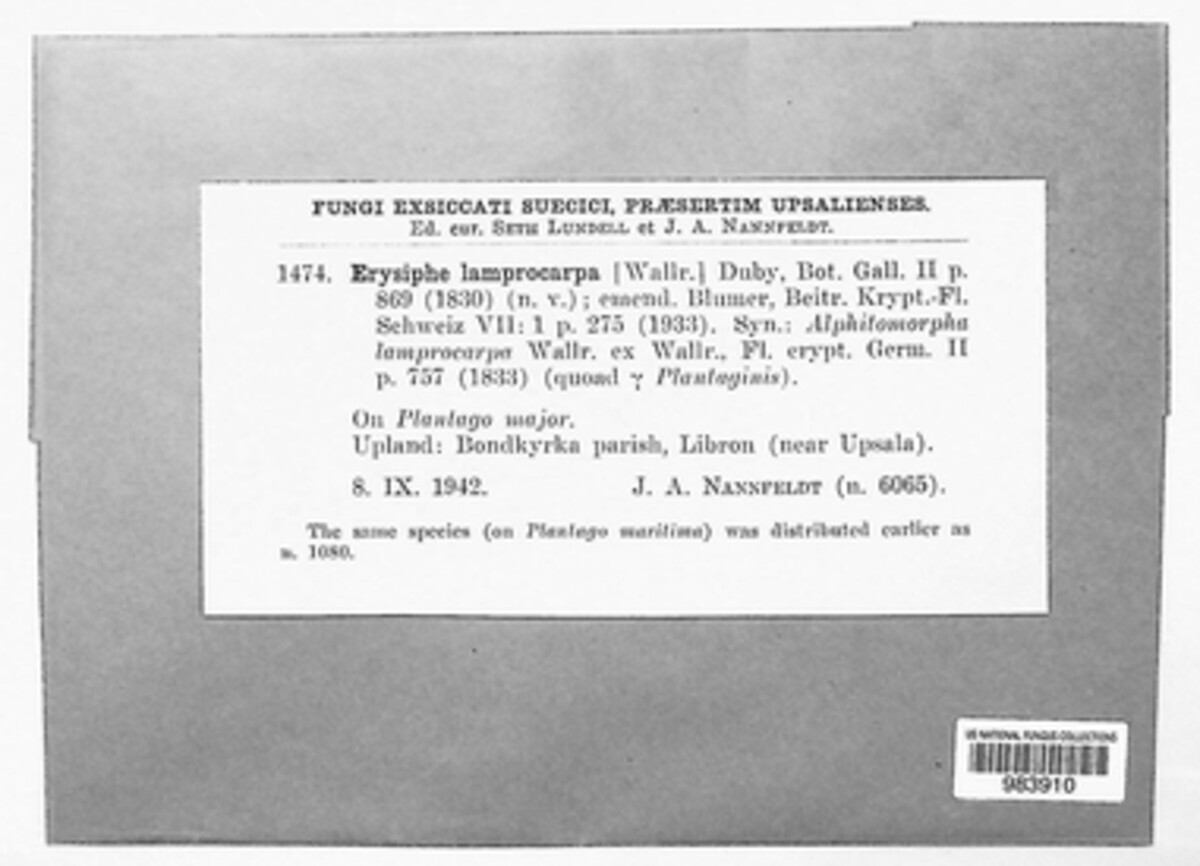 FUNGI EXSICCATI SUECICI, PRÆSERTIM UPSALIENSES.
Ed. cur. SETH LUNDELL et J. A. NANNFELDT.
1474. Erysiphe lamprocarpa [Wallr.] Duby, Bot. Gall. II p.
869 (1830) (n. v.); emend. Blumer, Beitr. Krypt.-Fl.
Schweiz VII: 1 p. 275 (1933). Syn.: Alphitomorpha
lamprocarpa Wallr. ex Wallr., Fl. crypt. Germ. II
p. 757 (1833) (quoad γ Plantaginis).
On Plantago major.
Upland: Bondkyrka parish, Libron (near Upsala).
8. IX. 1942. J. A. NANNFELDT (n. 6065).
The same species (on Plantago maritima) was distributed earlier as
n. 1080.
US NATIONAL FUNGUS COLLECTIONS
983910